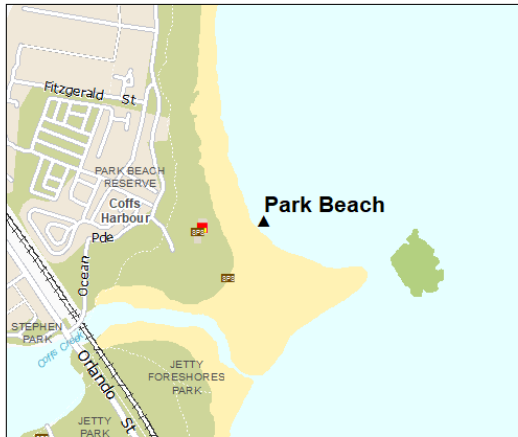 Fitzgerald St
PARK BEACH
RESERVE
Coffs
Harbour
Park Beach
Pde
Ocean
STEPHEN
PARK
Coffs Creek
Orlando St
JETTY
FORESHORES
PARK
JETTY
PARK